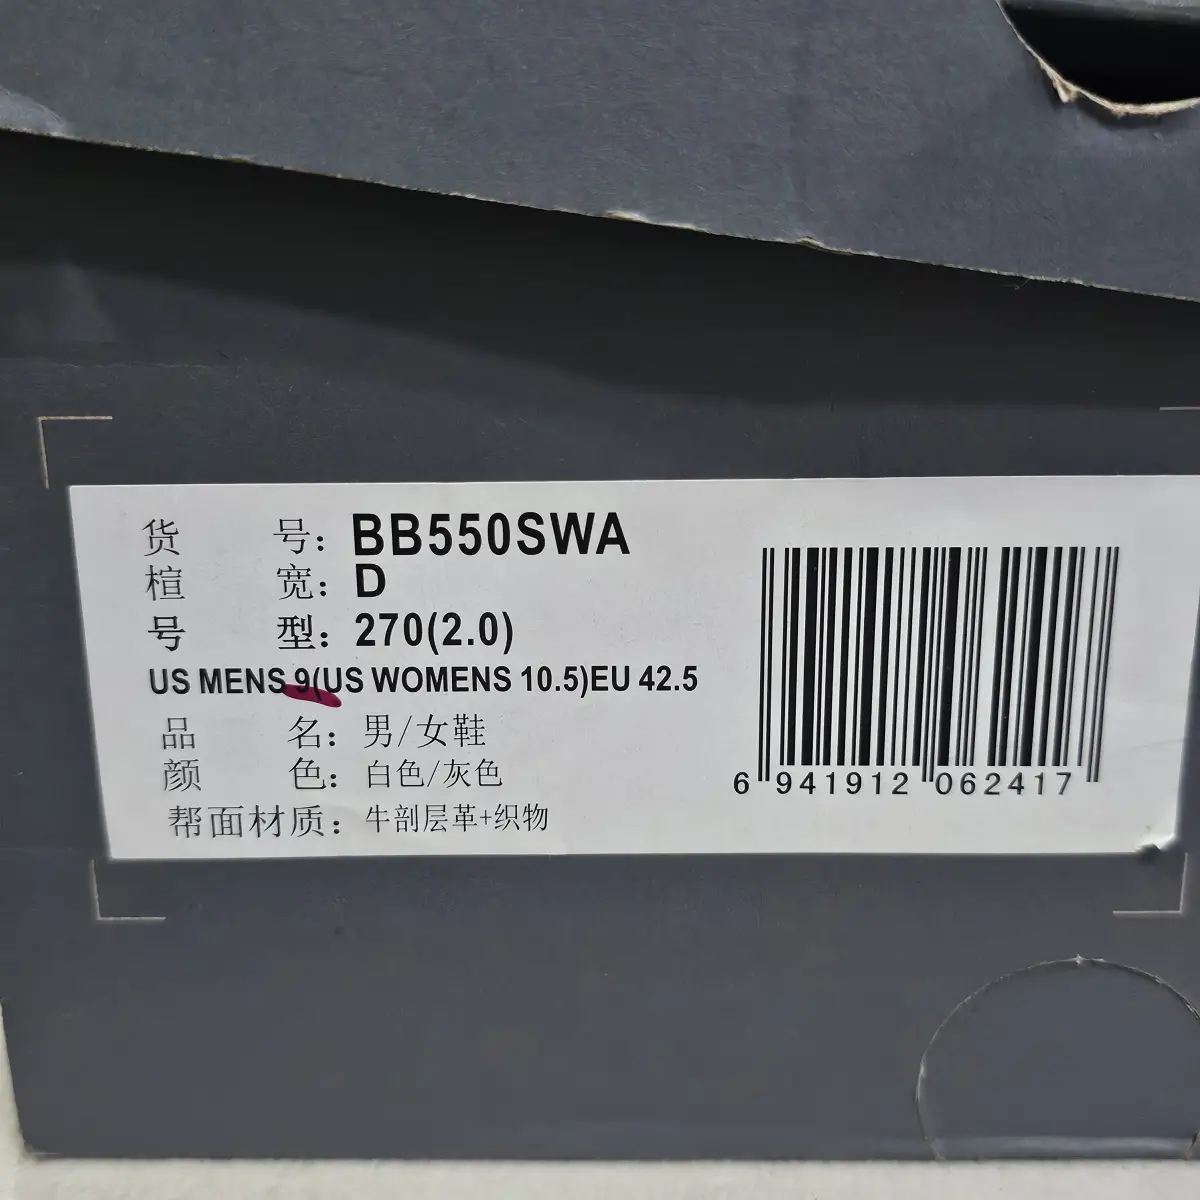 货 号: BB550SWA
楦 宽: D
号 型: 270(2.0)
US MENS 9(US WOMENS 10.5)EU 42.5
品 名: 男/女鞋
颜 色: 白色/灰色
帮面材质: 牛剖层革+织物
6 941912 062417